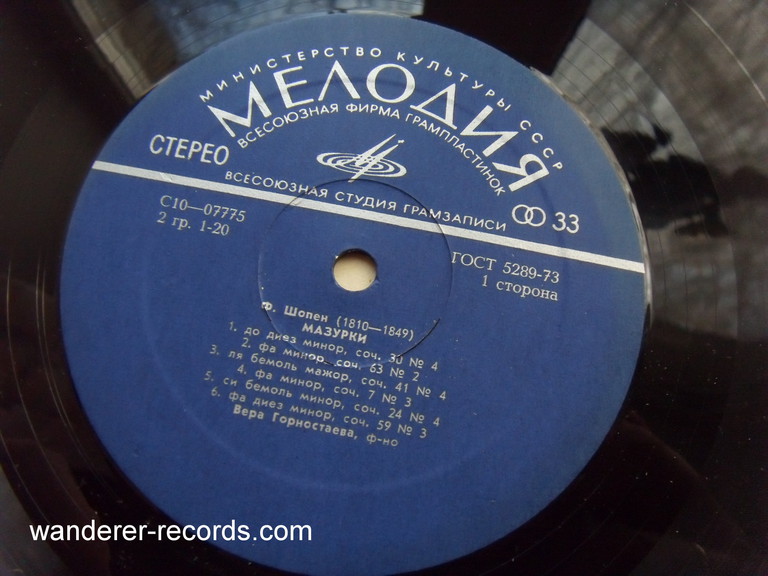 МИНИСТЕРСТВО КУЛЬТУРЫ СССР
МЕЛОДИЯ
ВСЕСОЮЗНАЯ ФИРМА ГРАМПЛАСТИНОК
СТЕРЕО
ВСЕСОЮЗНАЯ СТУДИЯ ГРАМЗАПИСИ
33
С10—07775
2 гр. 1-20
ГОСТ 5289-73
1 сторона
Ф. Шопен (1810—1849)
МАЗУРКИ
1. до диез минор, соч. 30 № 4
2. фа минор, соч. 63 № 2
3. ля бемоль мажор, соч. 41 № 4
4. фа минор, соч. 7 № 3
5. си бемоль минор, соч. 24 № 4
6. фа диез минор, соч. 59 № 3
Вера Горностаева, ф-но
wanderer-records.com